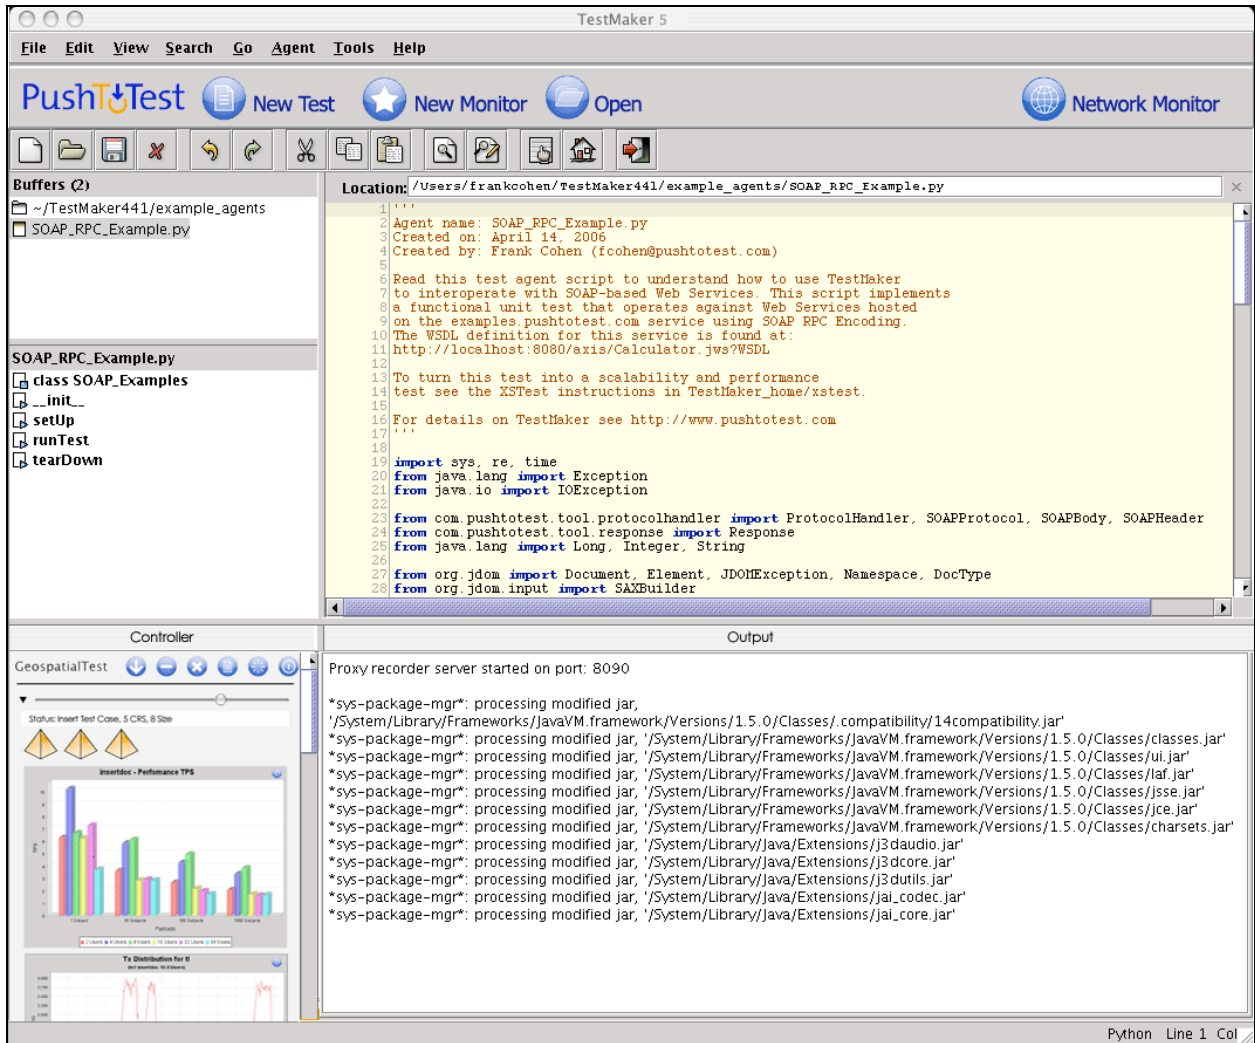 TestMaker 5
File Edit View Search Go Agent Tools Help
PushToTest New Test New Monitor Open Network Monitor
Buffers (2)
~/TestMaker441/example_agents
SOAP_RPC_Example.py
SOAP_RPC_Example.py
class SOAP_Examples
__init__
setUp
runTest
tearDown
Location: /Users/frankcohen/TestMaker441/example_agents/SOAP_RPC_Example.py
1 '''
2 Agent name: SOAP_RPC_Example.py
3 Created on: April 14, 2006
4 Created by: Frank Cohen (fcohen@pushtotest.com)
5
6 Read this test agent script to understand how to use TestMaker
7 to interoperate with SOAP-based Web Services. This script implements
8 a functional unit test that operates against Web Services hosted
9 on the examples.pushtotest.com service using SOAP RPC Encoding.
10 The WSDL definition for this service is found at:
11 http://localhost:8080/axis/Calculator.jws?WSDL
12
13 To turn this test into a scalability and performance
14 test see the XSTest instructions in TestMaker_home/xstest.
15
16 For details on TestMaker see http://www.pushtotest.com
17 '''
18
19 import sys, re, time
20 from java.lang import Exception
21 from java.io import IOException
22
23 from com.pushtotest.tool.protocolhandler import ProtocolHandler, SOAPProtocol, SOAPBody, SOAPHeader
24 from com.pushtotest.tool.response import Response
25 from java.lang import Long, Integer, String
26
27 from org.jdom import Document, Element, JDOMException, Namespace, DocType
28 from org.jdom.input import SAXBuilder
Controller
GeospatialTest
Status: Insert Test Case, 5 CRS, 8 Size
insertdoc - Perfomance TPS
TPS
Payloads
Tx Distribution for tl
Output
Proxy recorder server started on port: 8090
*sys-package-mgr*: processing modified jar,
'/System/Library/Frameworks/JavaVM.framework/Versions/1.5.0/Classes/.compatibility/14compatibility.jar'
*sys-package-mgr*: processing modified jar, '/System/Library/Frameworks/JavaVM.framework/Versions/1.5.0/Classes/classes.jar'
*sys-package-mgr*: processing modified jar, '/System/Library/Frameworks/JavaVM.framework/Versions/1.5.0/Classes/ui.jar'
*sys-package-mgr*: processing modified jar, '/System/Library/Frameworks/JavaVM.framework/Versions/1.5.0/Classes/laf.jar'
*sys-package-mgr*: processing modified jar, '/System/Library/Frameworks/JavaVM.framework/Versions/1.5.0/Classes/jsse.jar'
*sys-package-mgr*: processing modified jar, '/System/Library/Frameworks/JavaVM.framework/Versions/1.5.0/Classes/jce.jar'
*sys-package-mgr*: processing modified jar, '/System/Library/Frameworks/JavaVM.framework/Versions/1.5.0/Classes/charsets.jar'
*sys-package-mgr*: processing modified jar, '/System/Library/Java/Extensions/j3daudio.jar'
*sys-package-mgr*: processing modified jar, '/System/Library/Java/Extensions/j3dcore.jar'
*sys-package-mgr*: processing modified jar, '/System/Library/Java/Extensions/j3dutils.jar'
*sys-package-mgr*: processing modified jar, '/System/Library/Java/Extensions/jai_codec.jar'
*sys-package-mgr*: processing modified jar, '/System/Library/Java/Extensions/jai_core.jar'
Python Line 1 Col